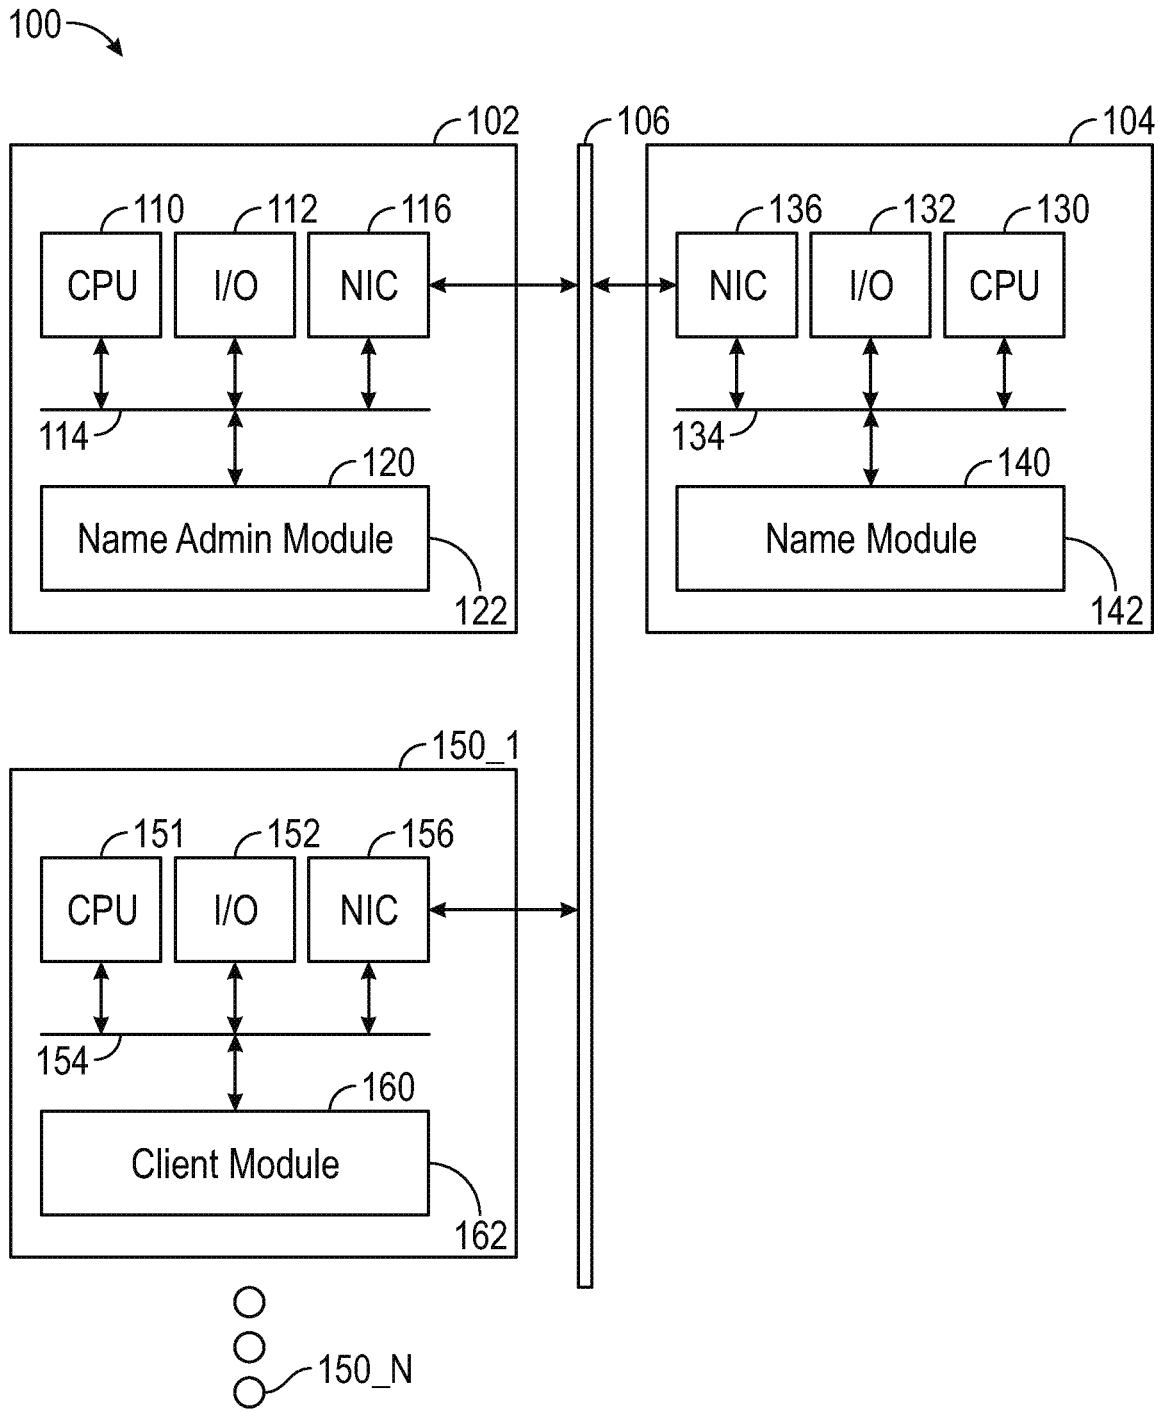 100
102 106 104
110 112 116 136 132 130
CPU I/O NIC NIC I/O CPU
114 134
120 140
Name Admin Module Name Module
122 142
150_1
151 152 156
CPU I/O NIC
154
160
Client Module
162
150_N